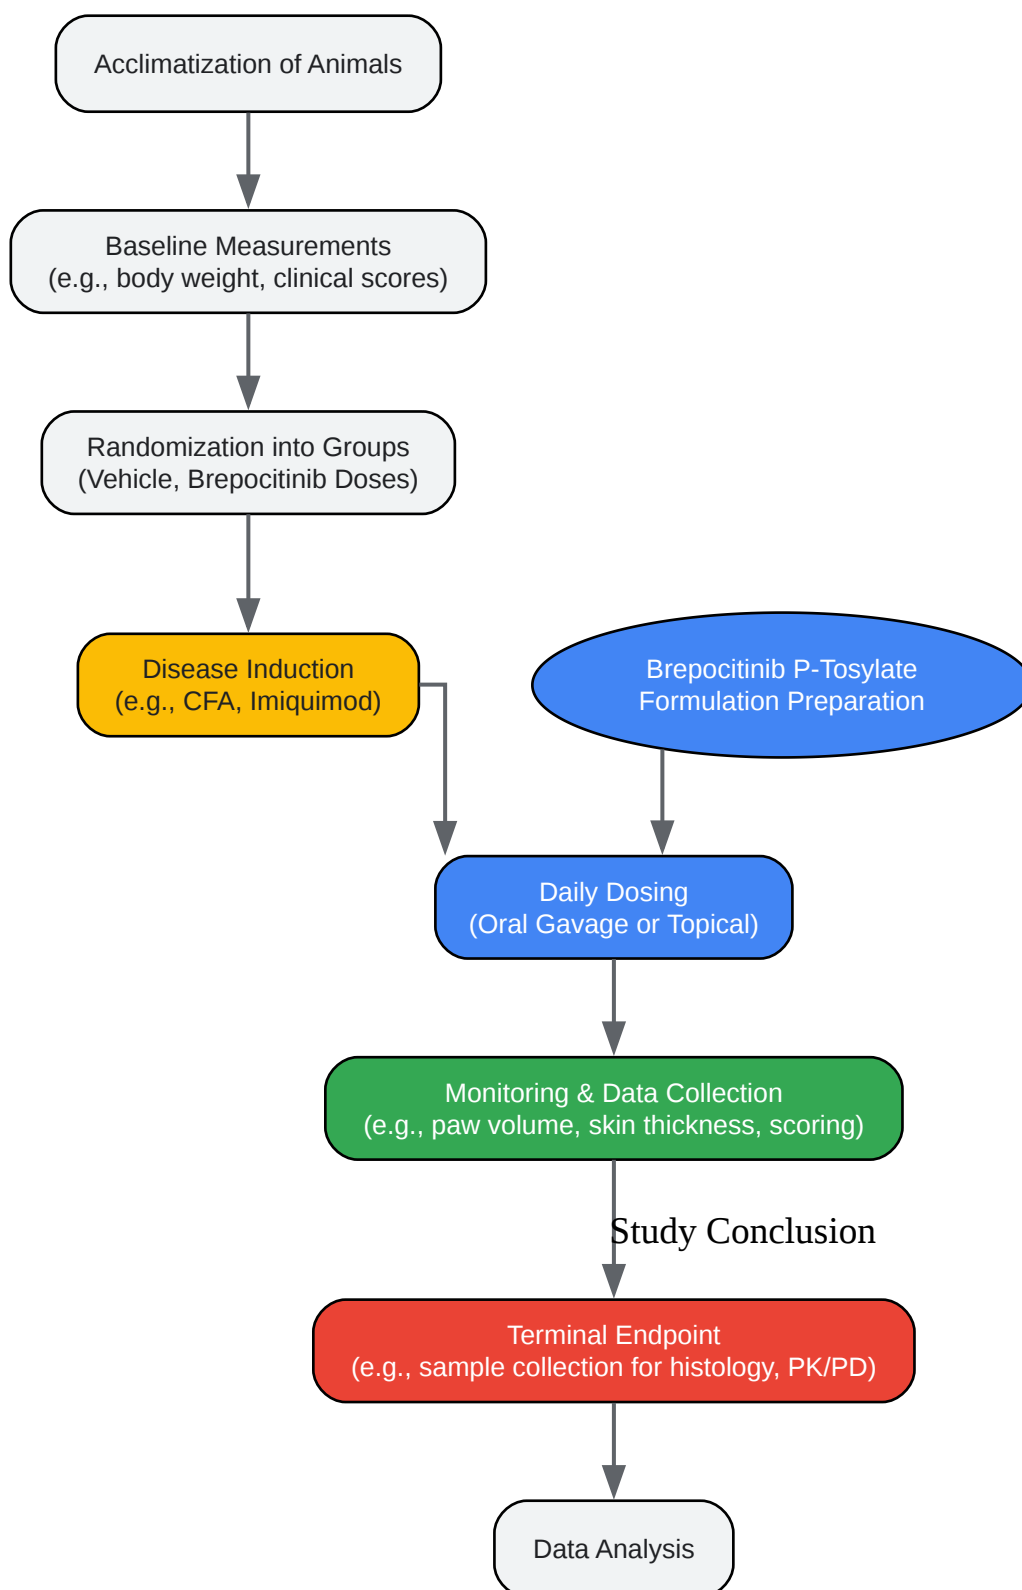 Acclimatization of Animals
Baseline Measurements
(e.g., body weight, clinical scores)
Randomization into Groups
(Vehicle, Brepocitinib Doses)
Disease Induction
(e.g., CFA, Imiquimod)
Brepocitinib P-Tosylate
Formulation Preparation
Daily Dosing
(Oral Gavage or Topical)
Monitoring & Data Collection
(e.g., paw volume, skin thickness, scoring)
Study Conclusion
Terminal Endpoint
(e.g., sample collection for histology, PK/PD)
Data Analysis